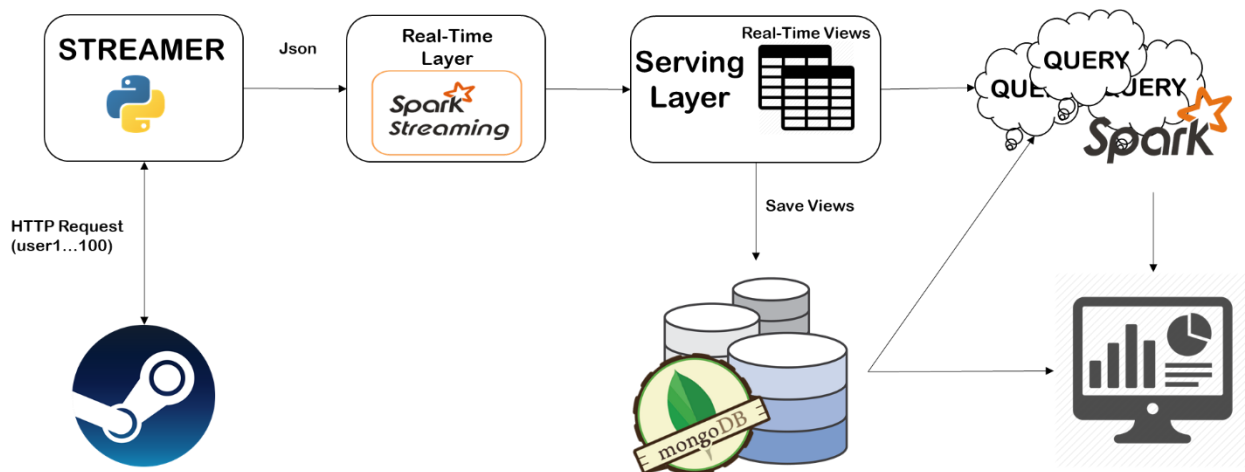 STREAMER
Json
Real-Time
Layer
Spark
Streaming
Real-Time Views
Serving
Layer
QUERY
QUERY
Spark
HTTP Request
(user1...100)
Save Views
mongoDB